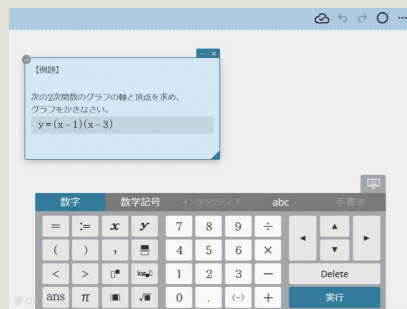 【例題】
次の2次関数のグラフの軸と頂点を求め、
グラフをかきなさい。
y=(x-1)(x-3)
数字 数学記号 インタラクティブ abc 手書き
= := x y 7 8 9 ÷
( ) , 4 5 6 ×
< > log 1 2 3 - Delete
ans π √ 0 . (-) + 実行